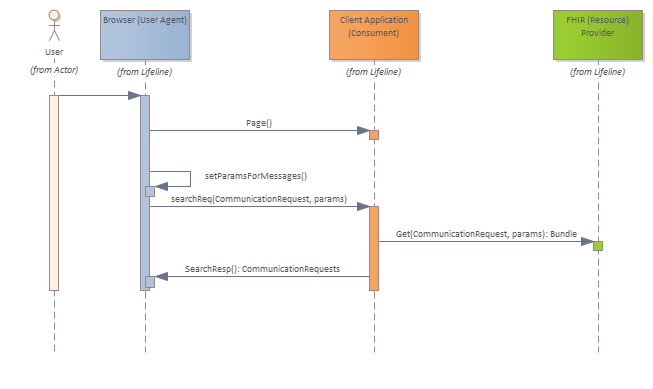 Browser (User Agent)
Client Application
(Consument)
FHIR (Resource)
Provider
User
(from Actor)
(from Lifeline)
(from Lifeline)
(from Lifeline)
Page()
setParamsForMessages()
searchReq(CommunicationRequest, params)
Get(CommunicationRequest, params): Bundle
SearchResp(): CommunicationRequests